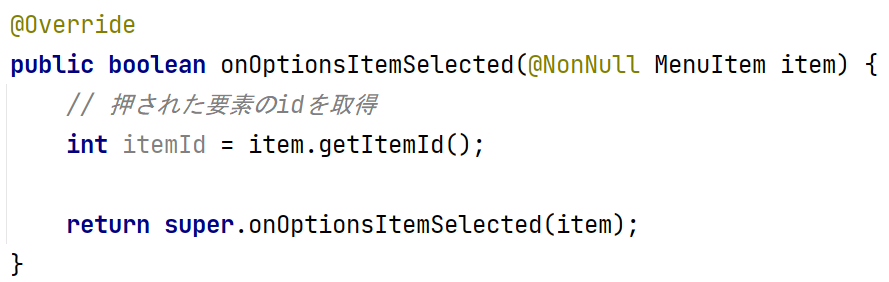 @Override
public boolean onOptionsItemSelected(@NonNull MenuItem item) {
// 押された要素のidを取得
int itemId = item.getItemId();
return super.onOptionsItemSelected(item);
}